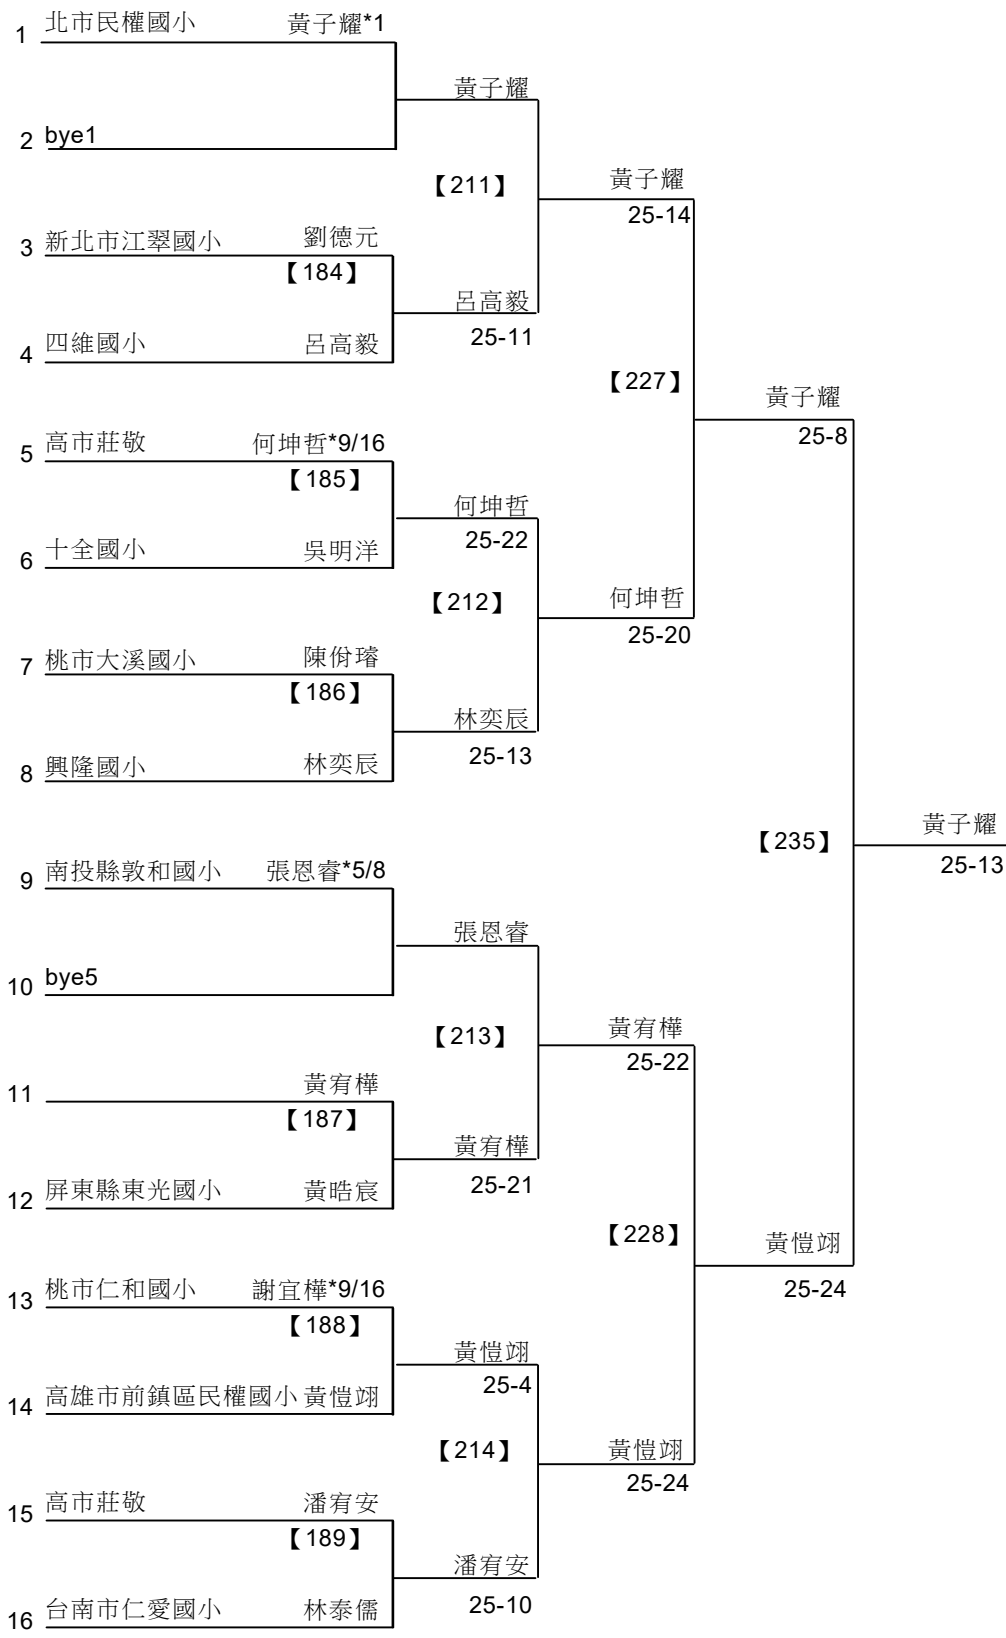 1 北市民權國小 黃子耀*1
黃子耀
2 bye1
【211】 黃子耀
25-14
3 新北市江翠國小 劉德元
【184】
呂高毅
25-11
4 四維國小 呂高毅
【227】 黃子耀
25-8
5 高市莊敬 何坤哲*9/16
【185】
何坤哲
25-22
6 十全國小 吳明洋
【212】 何坤哲
25-20
7 桃市大溪國小 陳佾璿
【186】
林奕辰
25-13
8 興隆國小 林奕辰
【235】 黃子耀
25-13
9 南投縣敦和國小 張恩睿*5/8
張恩睿
10 bye5
【213】 黃宥樺
25-22
11 黃宥樺
【187】
黃宥樺
25-21
12 屏東縣東光國小 黃晧宸
【228】 黃愷翊
25-24
13 桃市仁和國小 謝宜樺*9/16
【188】
黃愷翊
25-4
14 高雄市前鎮區民權國小 黃愷翊
【214】 黃愷翊
25-24
15 高市莊敬 潘宥安
【189】
潘宥安
25-10
16 台南市仁愛國小 林泰儒